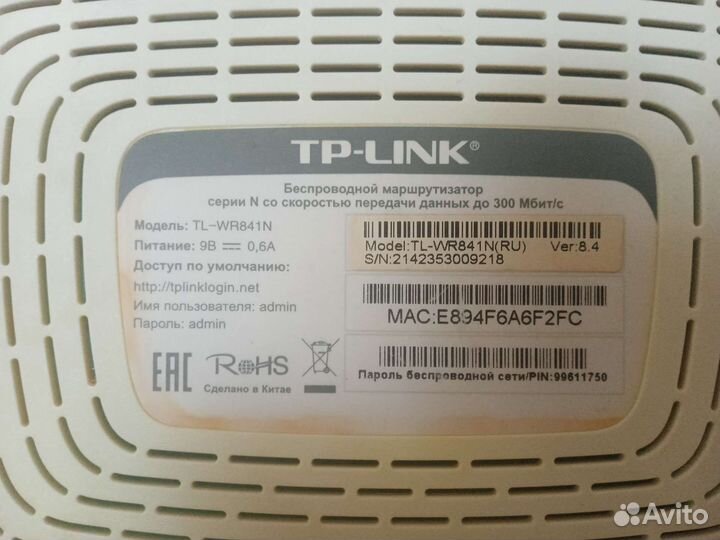 TP-LINK®
Беспроводной маршрутизатор
серии N со скоростью передачи данных до 300 Мбит/с
Модель: TL-WR841N
Питание: 9В 0,6А
Доступ по умолчанию:
http://tplinklogin.net
Имя пользователя: admin
Пароль: admin
EAC RoHS
Сделано в Китае
Model:TL-WR841N(RU) Ver:8.4
S/N:2142353009218
MAC:E894F6A6F2FC
Пароль беспроводной сети/PIN:99611750
Avito